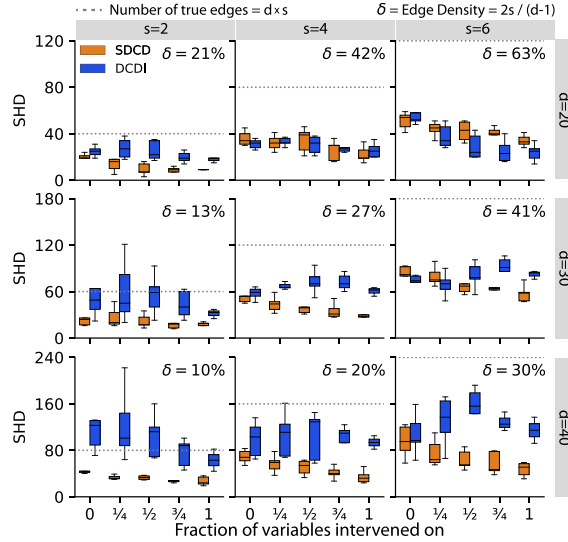 Number of true edges = d × s
δ = Edge Density = 2s / (d-1)
s=2
s=4
s=6
SDCD
DCDI
δ = 21%
δ = 42%
δ = 63%
SHD
120
80
40
0
d=20
δ = 13%
δ = 27%
δ = 41%
SHD
180
120
60
0
d=30
δ = 10%
δ = 20%
δ = 30%
SHD
240
160
80
0
d=40
0 ¼ ½ ¾ 1
0 ¼ ½ ¾ 1
0 ¼ ½ ¾ 1
Fraction of variables intervened on